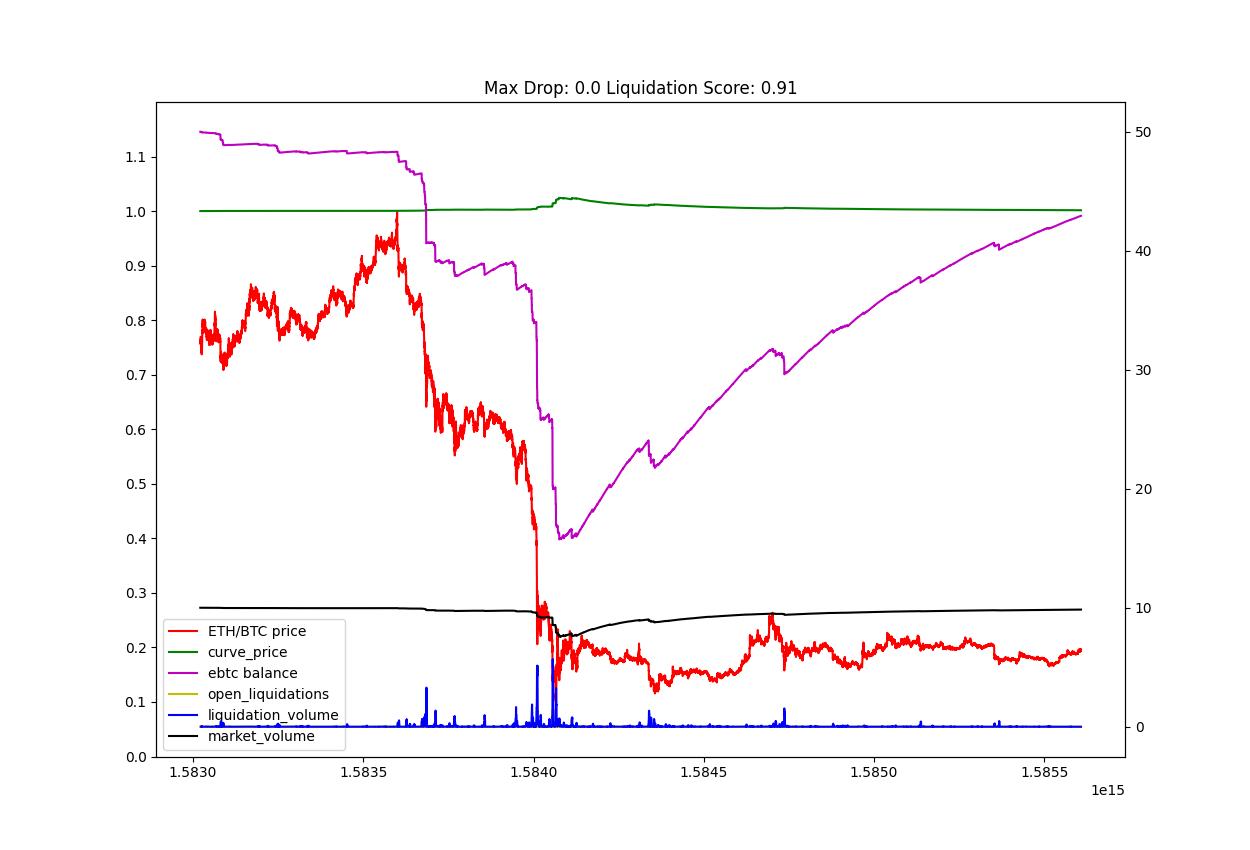 Max Drop: 0.0 Liquidation Score: 0.91
1.1
1.0
0.9
0.8
0.7
0.6
0.5
0.4
0.3
0.2
0.1
0.0
50
40
30
20
10
0
ETH/BTC price
curve_price
ebtc balance
open_liquidations
liquidation_volume
market_volume
1.5830 1.5835 1.5840 1.5845 1.5850 1.5855
1e15